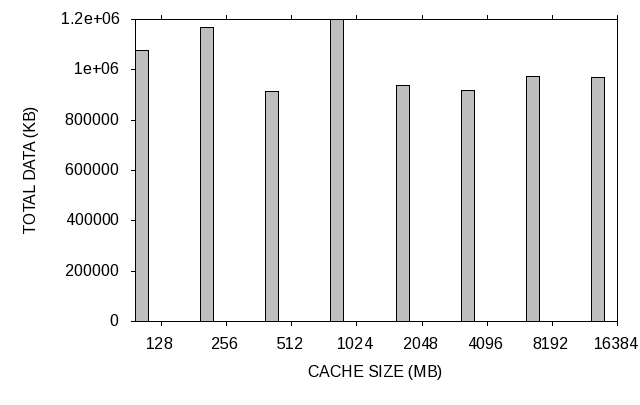 1.2e+06
1e+06
800000
600000
400000
200000
0
TOTAL DATA (KB)
128 256 512 1024 2048 4096 8192 16384
CACHE SIZE (MB)